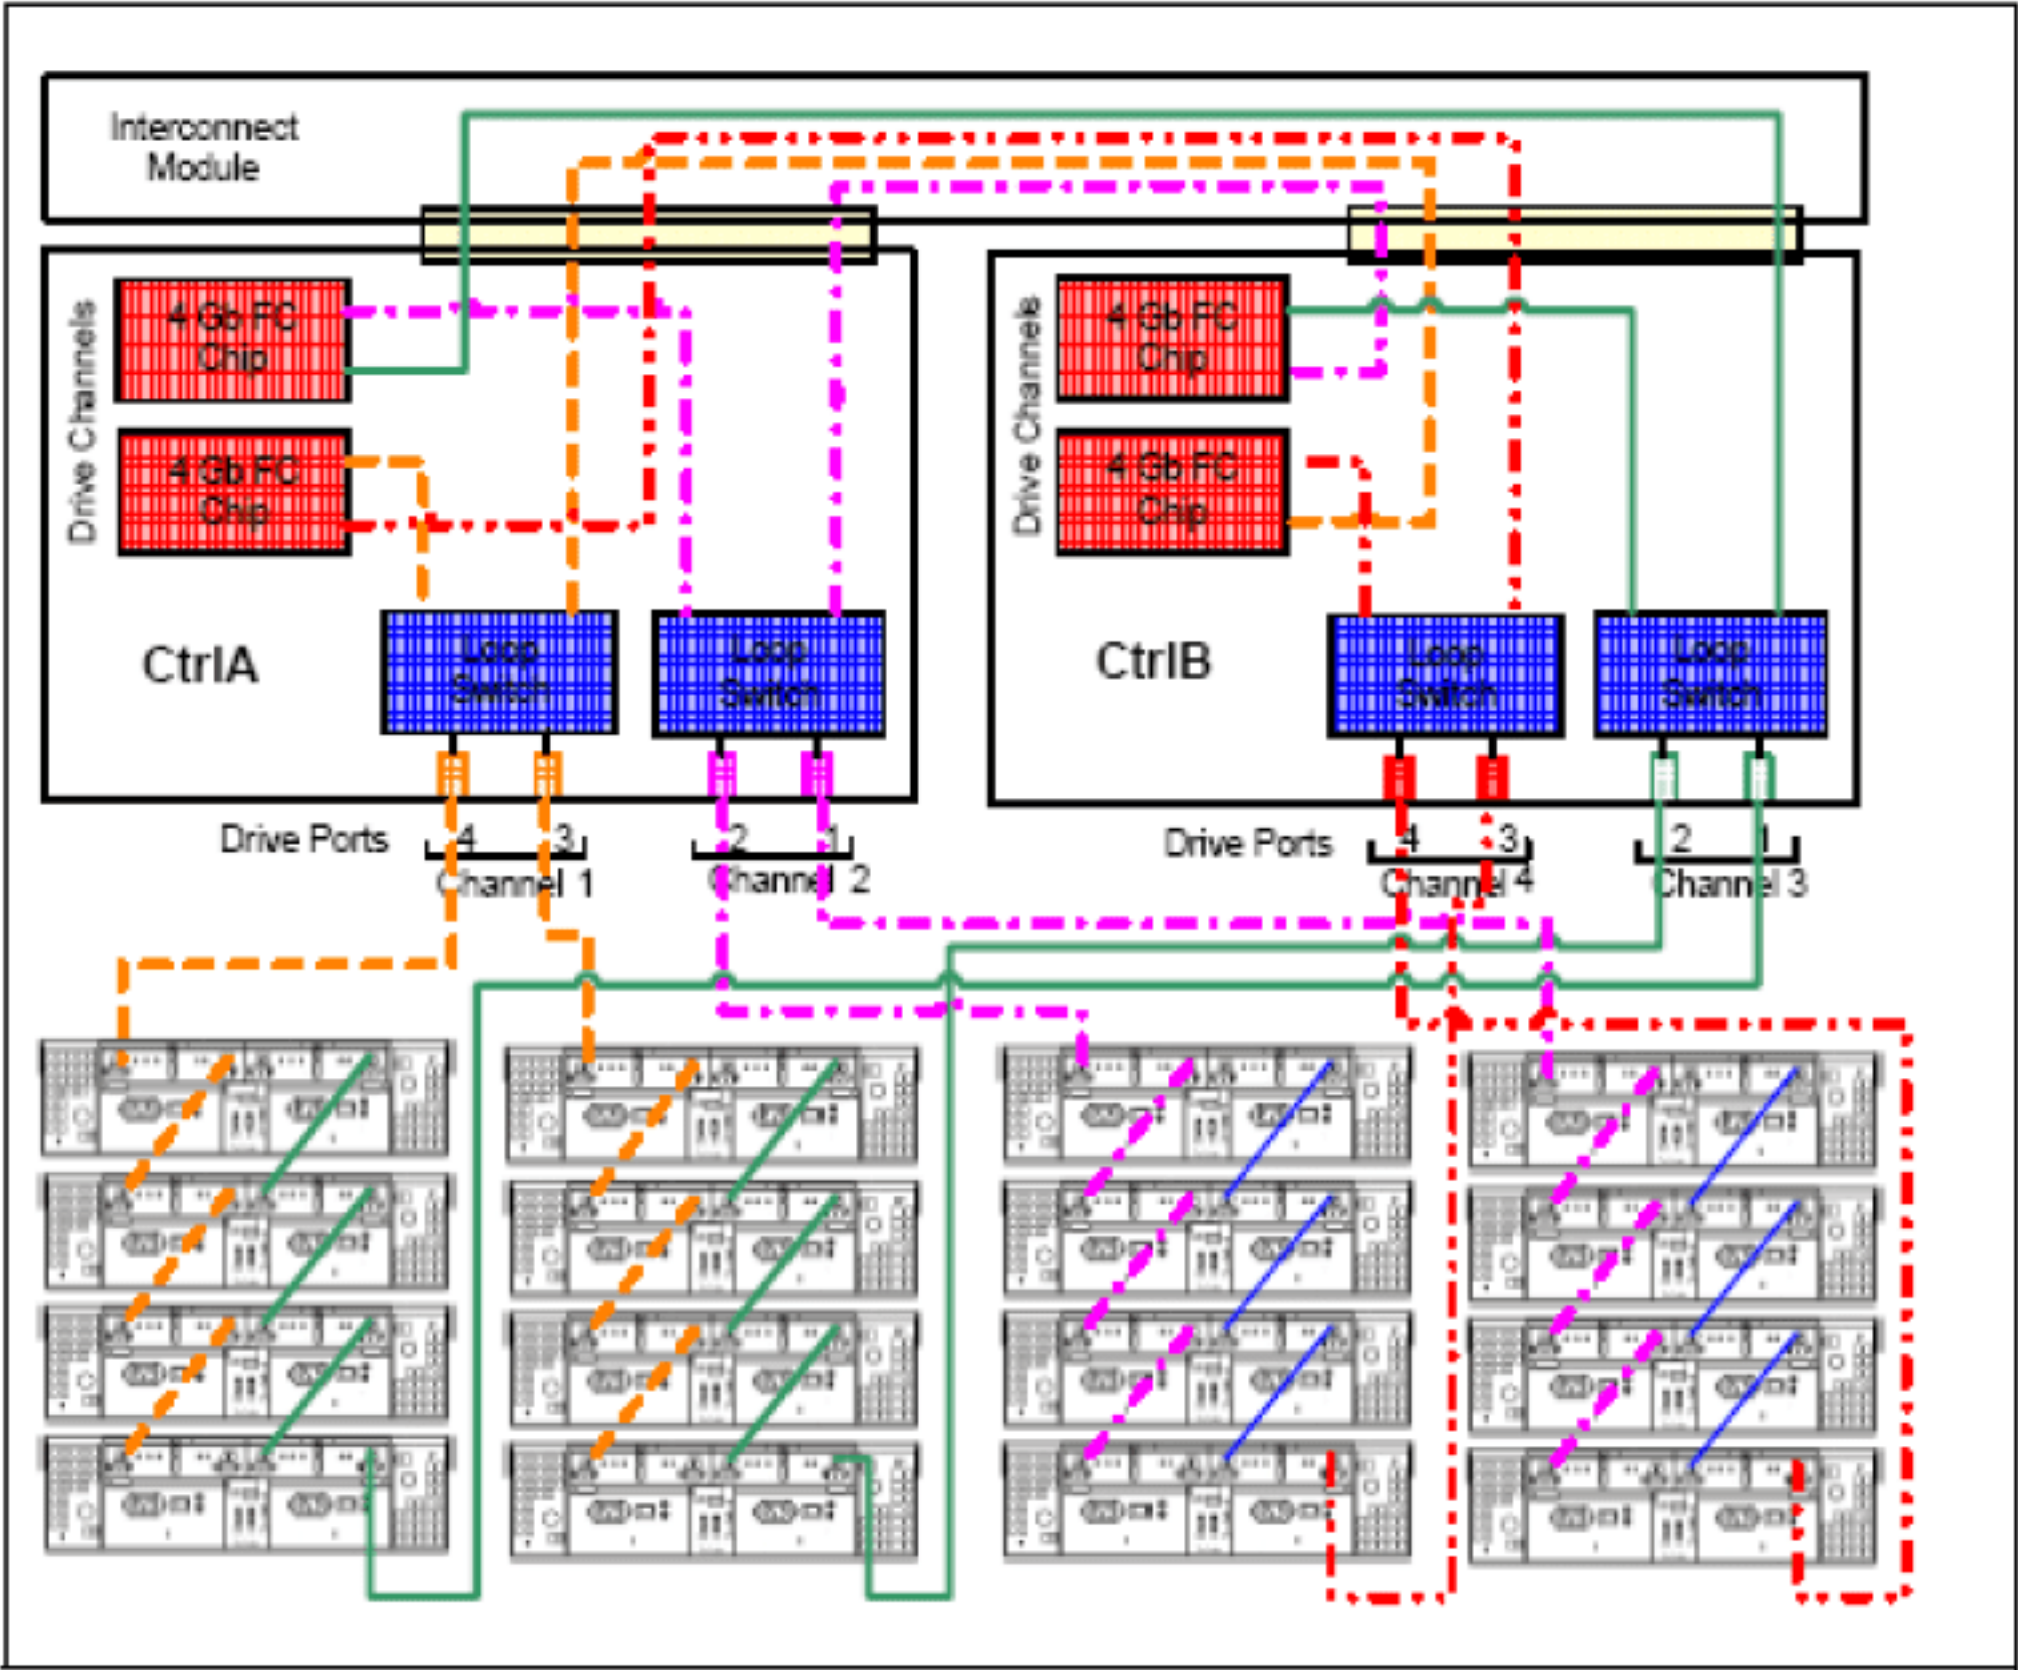 Interconnect
Module
Drive Channels
4 Gb FC
Chip
4 Gb FC
Chip
CtrlA
Loop
Switch
Loop
Switch
Drive Channels
4 Gb FC
Chip
4 Gb FC
Chip
CtrlB
Loop
Switch
Loop
Switch
Drive Ports
4 3
2 1
Channel 1
Channel 2
Drive Ports
4 3
2 1
Channel 4
Channel 3